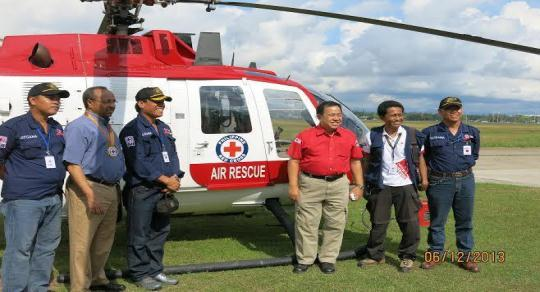 PHILIPPINE
RED CROSS
AIR RESCUE
06/12/2013